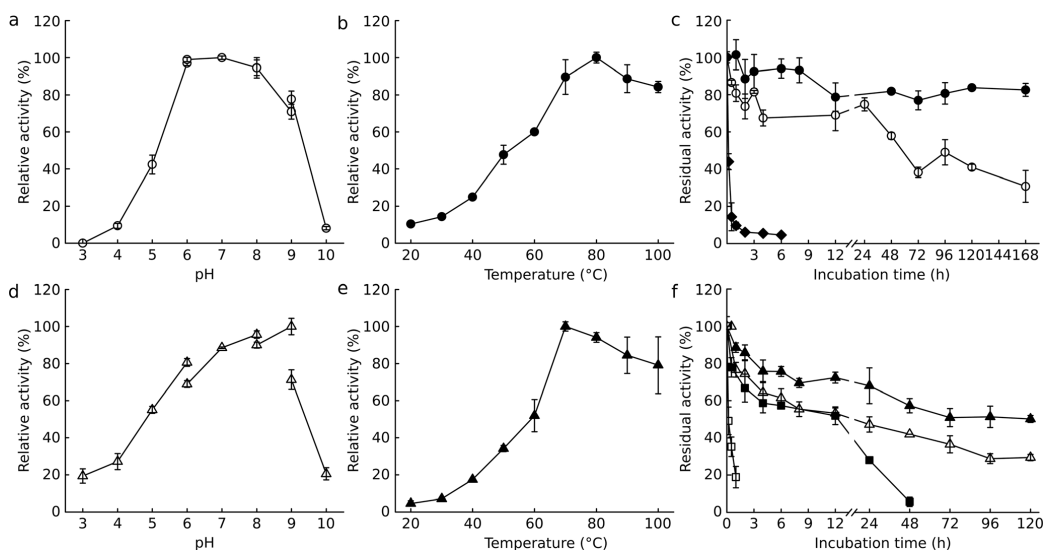 a
120
100
80
60
40
20
0
Relative activity (%)
3 4 5 6 7 8 9 10
pH
b
120
100
80
60
40
20
0
Relative activity (%)
20 40 60 80 100
Temperature (°C)
c
120
100
80
60
40
20
0
Residual activity (%)
3 6 9 12 24 48 72 96 120 144 168
Incubation time (h)
d
120
100
80
60
40
20
0
Relative activity (%)
3 4 5 6 7 8 9 10
pH
e
120
100
80
60
40
20
0
Relative activity (%)
20 40 60 80 100
Temperature (°C)
f
120
100
80
60
40
20
0
Residual activity (%)
0 3 6 9 12 24 48 72 96 120
Incubation time (h)